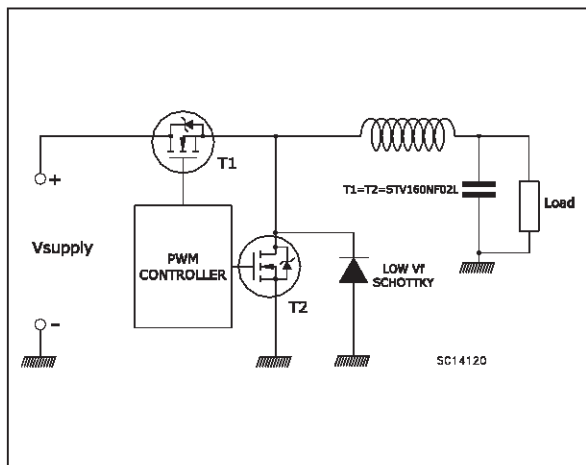 +
T1
T1=T2=STV160NF02L
Load
Vsupply
PWM
CONTROLLER
LOW Vf
SCHOTTKY
T2
-
SC14120